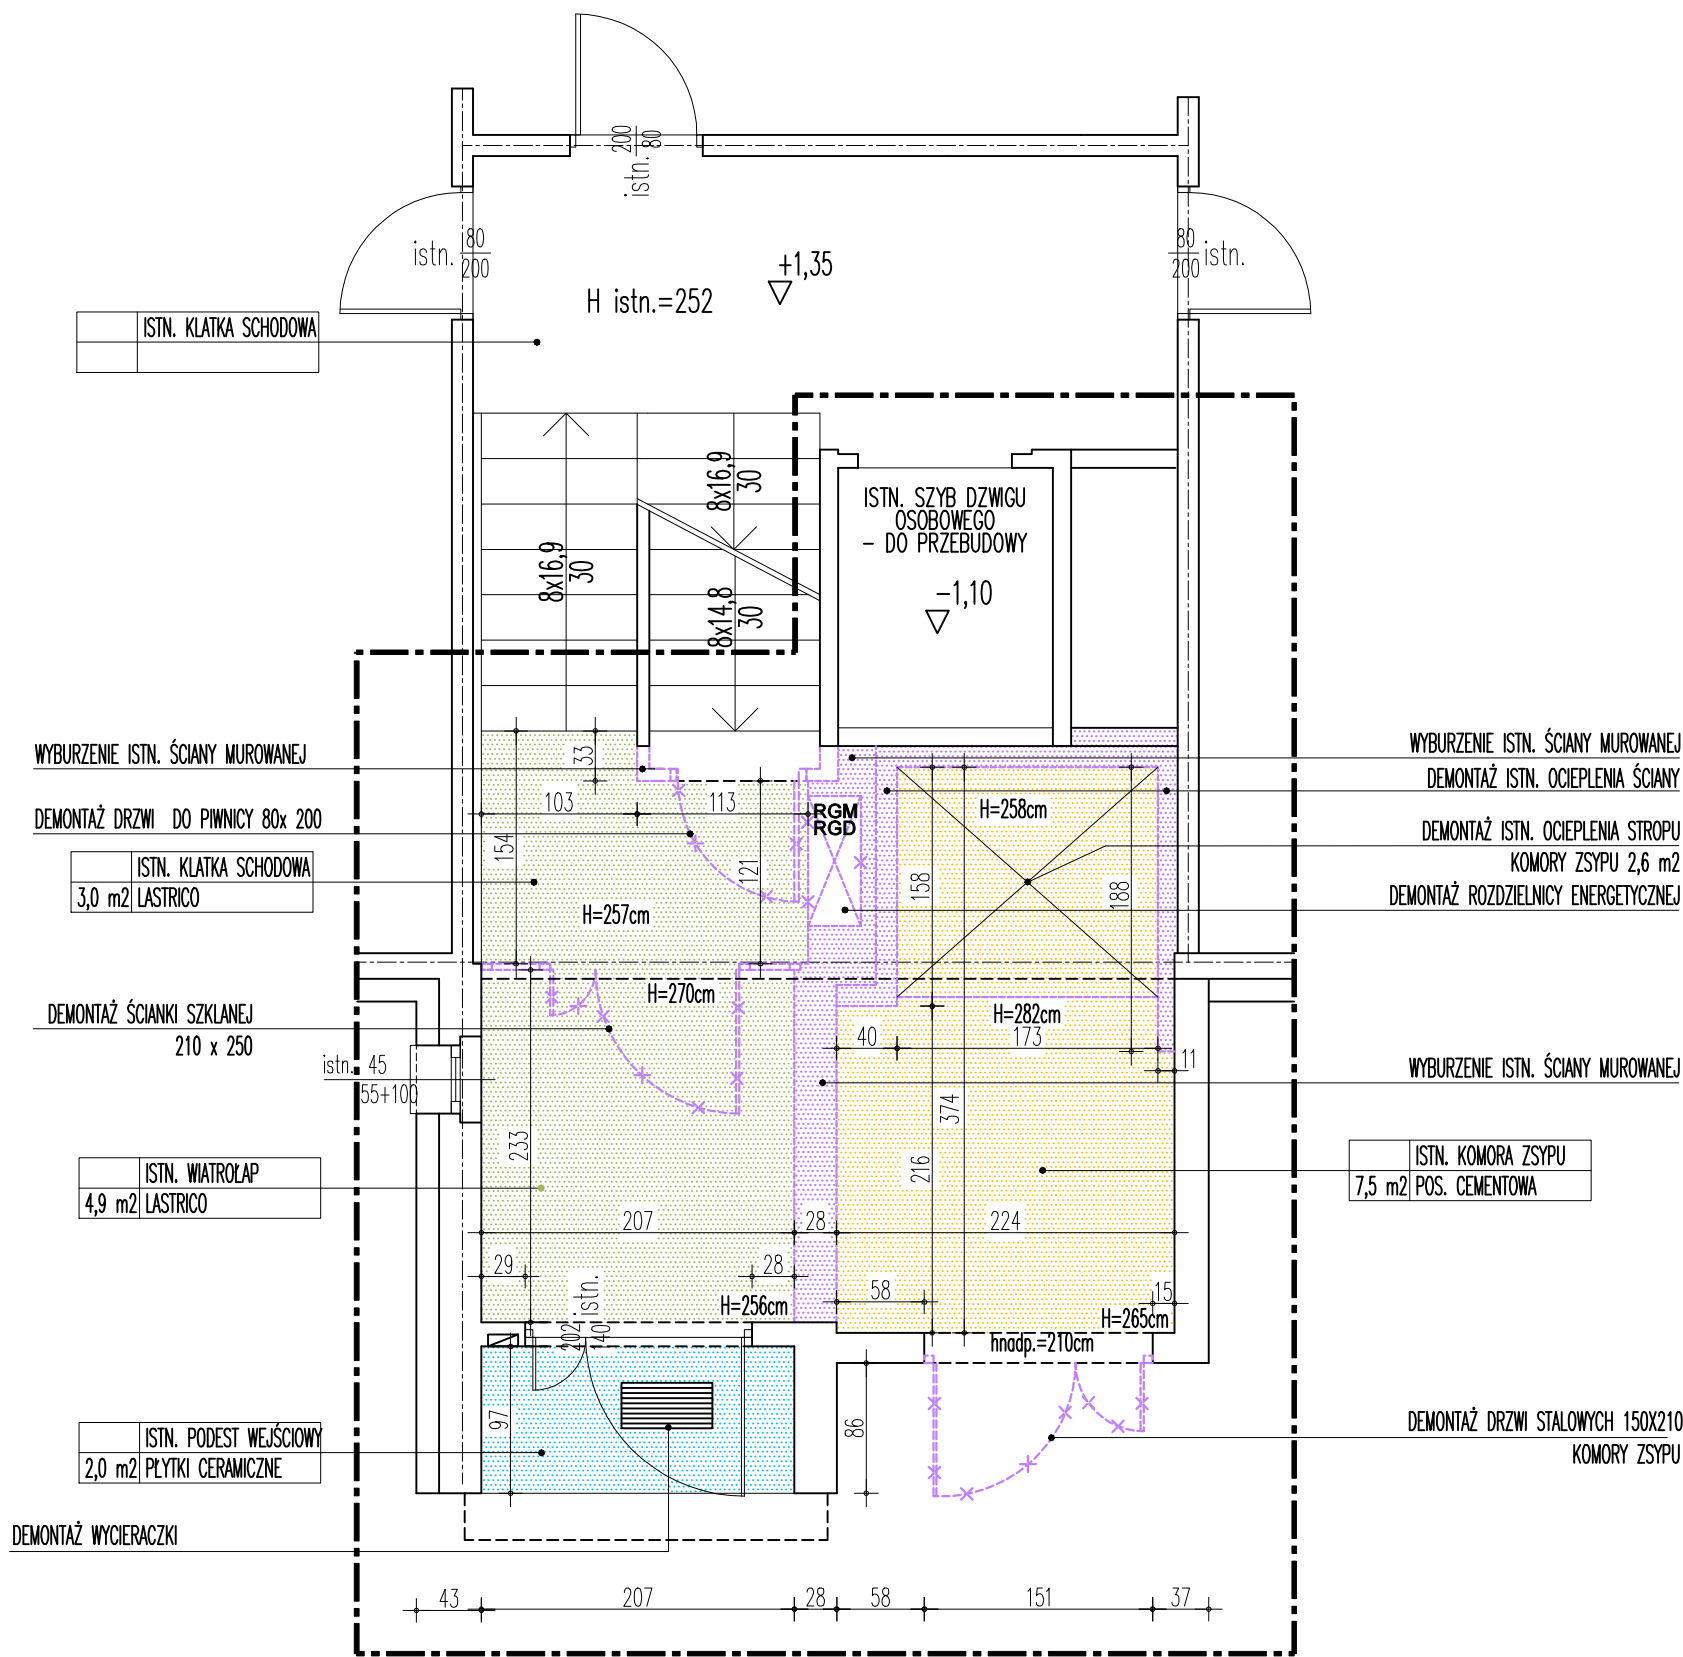 200
80
istn.
istn.
80
200
80
200
istn.
+1,35
H istn.=252
ISTN. KLATKA SCHODOWA
8x16,9
30
8x16,9
30
8x14,8
30
ISTN. SZYB DZWIGU
OSOBOWEGO
- DO PRZEBUDOWY
-1,10
WYBURZENIE ISTN. ŚCIANY MUROWANEJ
DEMONTAŻ DRZWI DO PIWNICY 80x 200
ISTN. KLATKA SCHODOWA
3,0 m2 LASTRICO
DEMONTAŻ ŚCIANKI SZKLANEJ
210 x 250
istn. 45
55+100
ISTN. WIATROŁAP
4,9 m2 LASTRICO
ISTN. PODEST WEJŚCIOWY
2,0 m2 PŁYTKI CERAMICZNE
DEMONTAŻ WYCIERACZKI
33
103
113
154
121
H=257cm
RGM
RGD
H=258cm
158
188
H=270cm
H=282cm
40
173
11
374
233
216
207
28
224
29
28
58
15
istn.
202
140
H=256cm
H=265cm
hnadp.=210cm
97
86
WYBURZENIE ISTN. ŚCIANY MUROWANEJ
DEMONTAŻ ISTN. OCIEPLENIA ŚCIANY
DEMONTAŻ ISTN. OCIEPLENIA STROPU
KOMORY ZSYPU 2,6 m2
DEMONTAŻ ROZDZIELNICY ENERGETYCZNEJ
WYBURZENIE ISTN. ŚCIANY MUROWANEJ
ISTN. KOMORA ZSYPU
7,5 m2 POS. CEMENTOWA
DEMONTAŻ DRZWI STALOWYCH 150X210
KOMORY ZSYPU
43
207
28
58
151
37